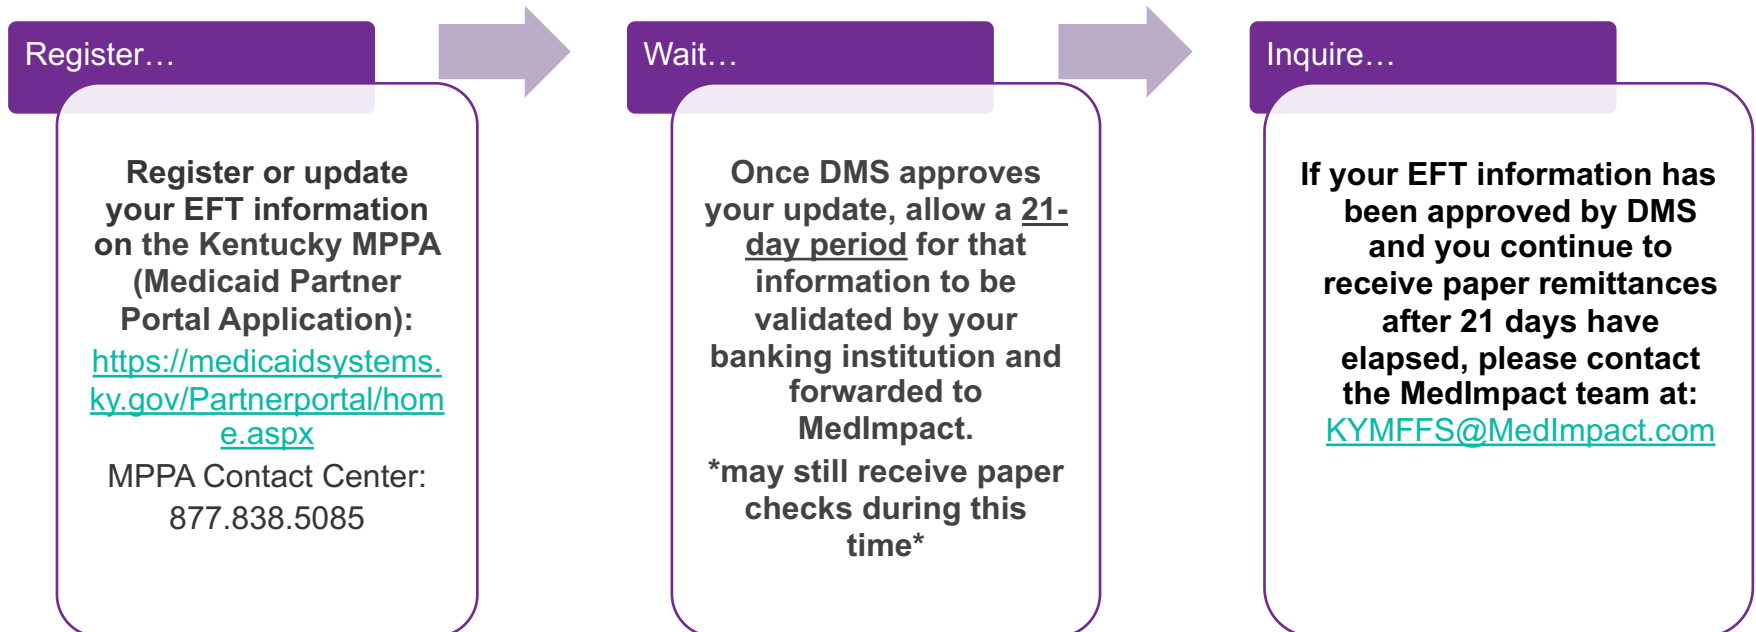 Register…
Register or update
your EFT information
on the Kentucky MPPA
(Medicaid Partner
Portal Application):
https://medicaidsystems.
ky.gov/Partnerportal/hom
e.aspx
MPPA Contact Center:
877.838.5085
Wait…
Once DMS approves
your update, allow a 21-
day period for that
information to be
validated by your
banking institution and
forwarded to
MedImpact.
*may still receive paper
checks during this
time*
Inquire…
If your EFT information has
been approved by DMS
and you continue to
receive paper remittances
after 21 days have
elapsed, please contact
the MedImpact team at:
KYMFFS@MedImpact.com